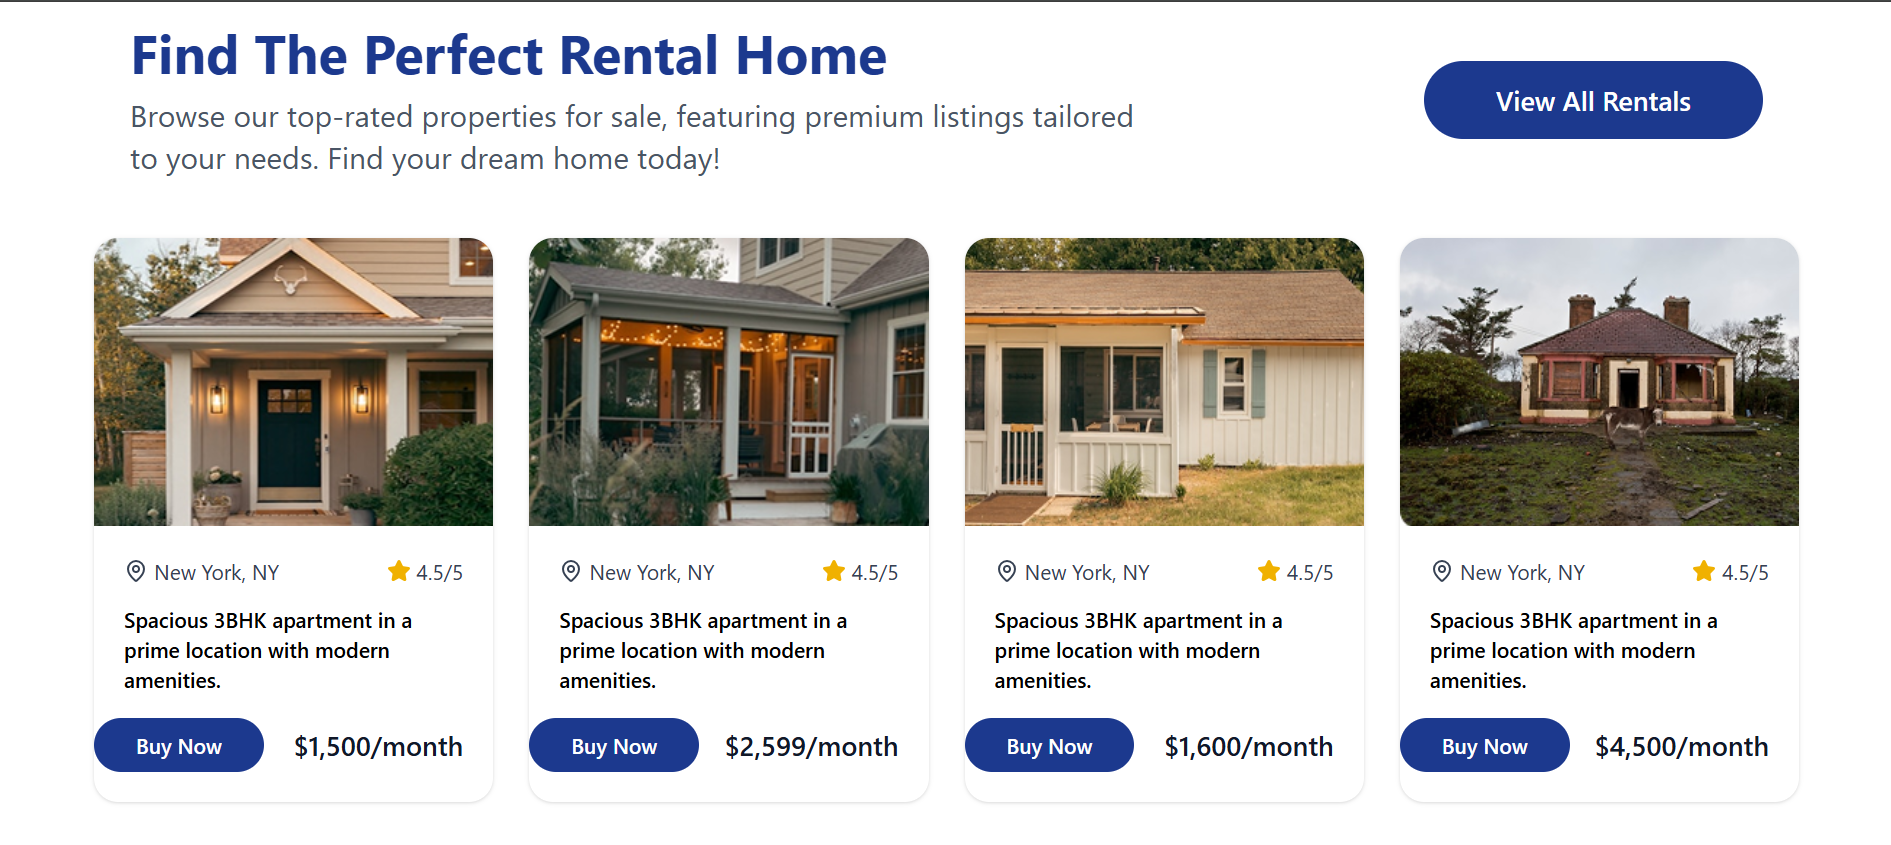 Find The Perfect Rental Home
Browse our top-rated properties for sale, featuring premium listings tailored
to your needs. Find your dream home today!
View All Rentals
New York, NY
4.5/5
Spacious 3BHK apartment in a
prime location with modern
amenities.
Buy Now
$1,500/month
New York, NY
4.5/5
Spacious 3BHK apartment in a
prime location with modern
amenities.
Buy Now
$2,599/month
New York, NY
4.5/5
Spacious 3BHK apartment in a
prime location with modern
amenities.
Buy Now
$1,600/month
New York, NY
4.5/5
Spacious 3BHK apartment in a
prime location with modern
amenities.
Buy Now
$4,500/month